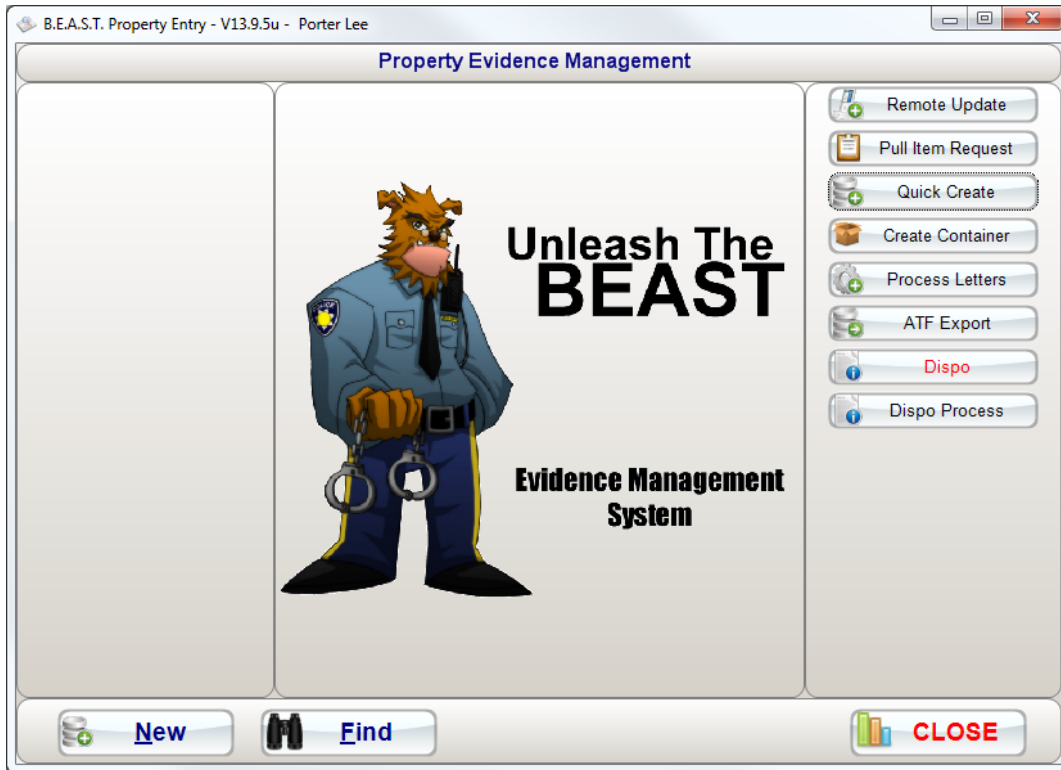 B.E.A.S.T. Property Entry - V13.9.5u - Porter Lee
Property Evidence Management
Remote Update
Pull Item Request
Quick Create
Create Container
Process Letters
ATF Export
Dispo
Dispo Process
Unleash The
BEAST
Evidence Management
System
New
Find
CLOSE